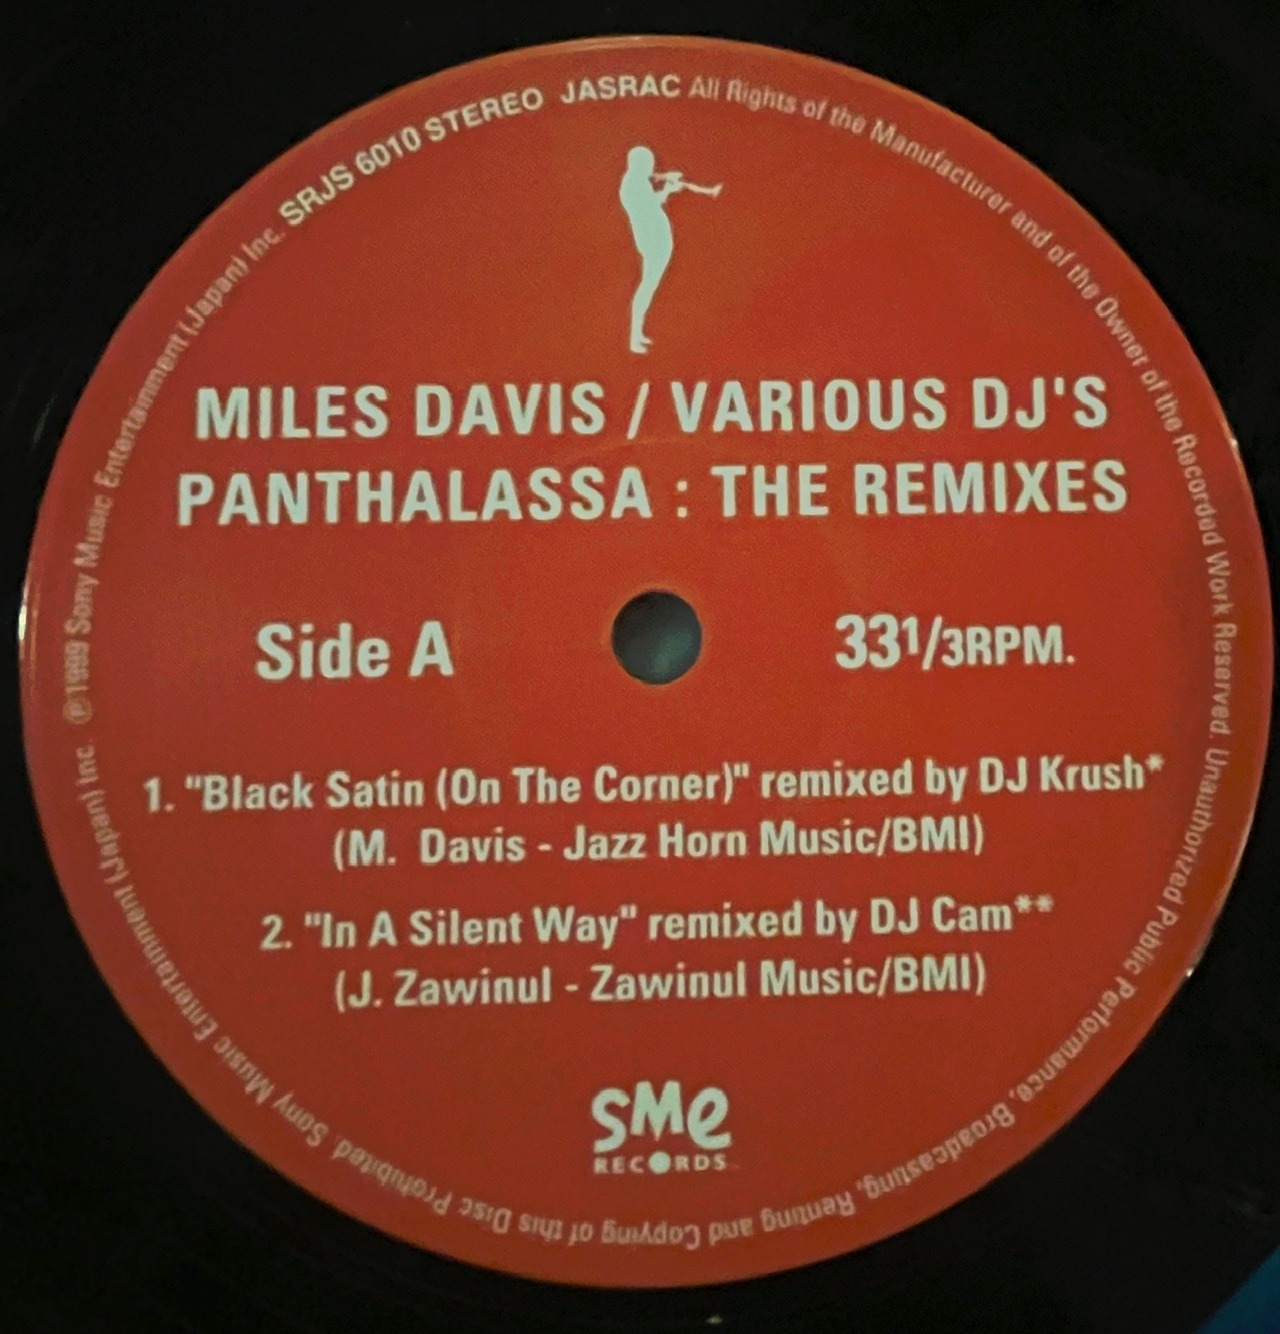 SRJS 6010 STEREO JASRAC All Rights of the Manufacturer and of the Owner of the Recorded Work Reserved. Unauthorized Public Performance, Broadcasting, Renting and Copying of this Disc Prohibited. Sony Music Entertainment (Japan) Inc. ℗1999 Sony Music Entertainment (Japan) Inc.
MILES DAVIS / VARIOUS DJ'S
PANTHALASSA : THE REMIXES
Side A
33 1/3RPM.
1. "Black Satin (On The Corner)" remixed by DJ Krush*
(M. Davis - Jazz Horn Music/BMI)
2. "In A Silent Way" remixed by DJ Cam**
(J. Zawinul - Zawinul Music/BMI)
SMe
RECORDS